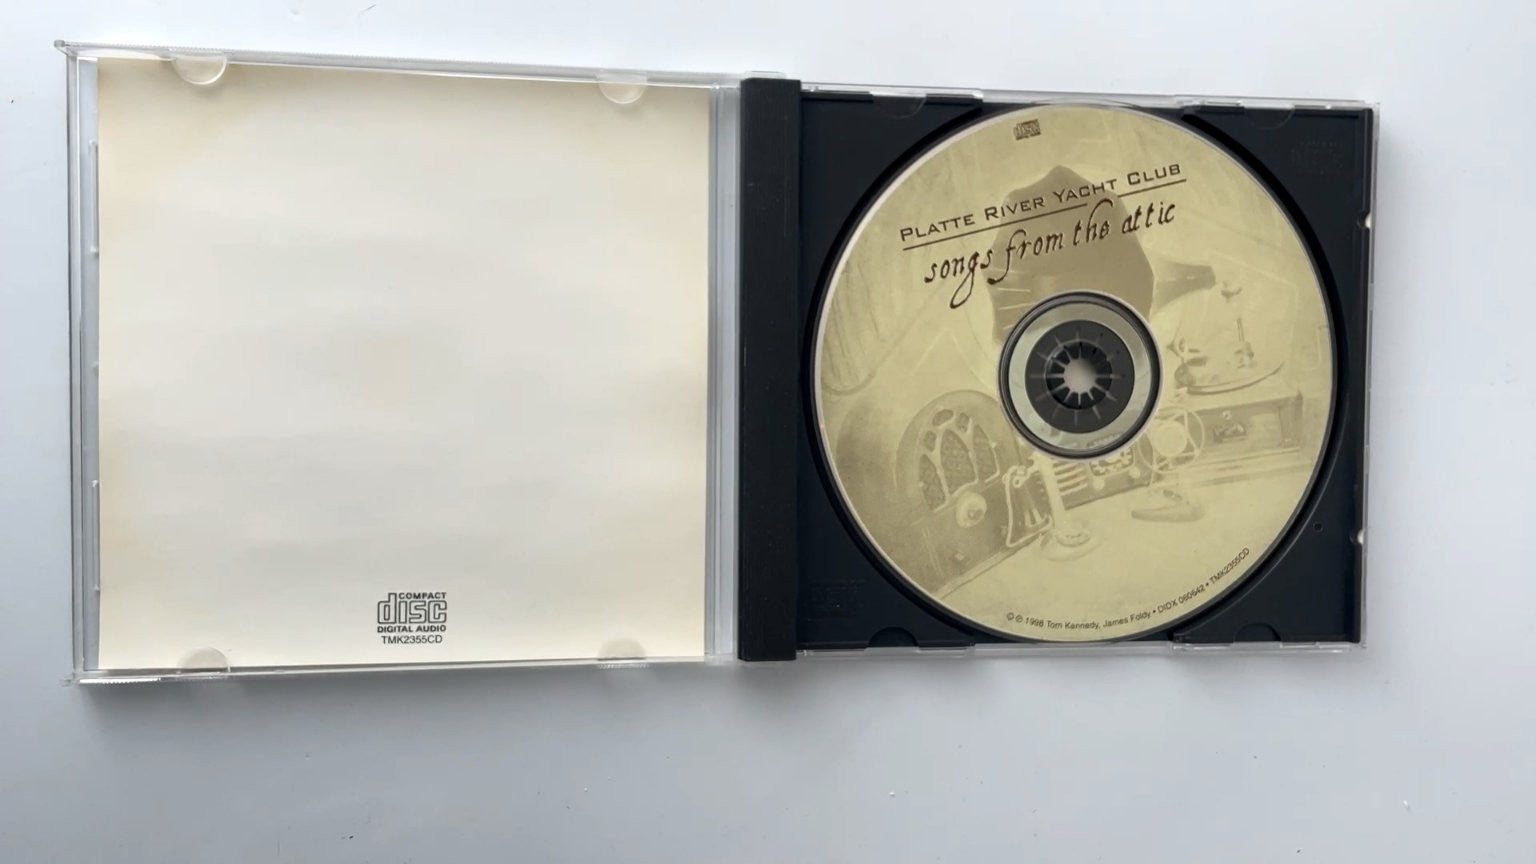 COMPACT
disc
DIGITAL AUDIO
TMK2355CD
disc
PLATTE RIVER YACHT CLUB
songs from the attic
© ℗ 1998 Tom Kennedy, James Foldy • DIDX 060642 • TMK2355CD